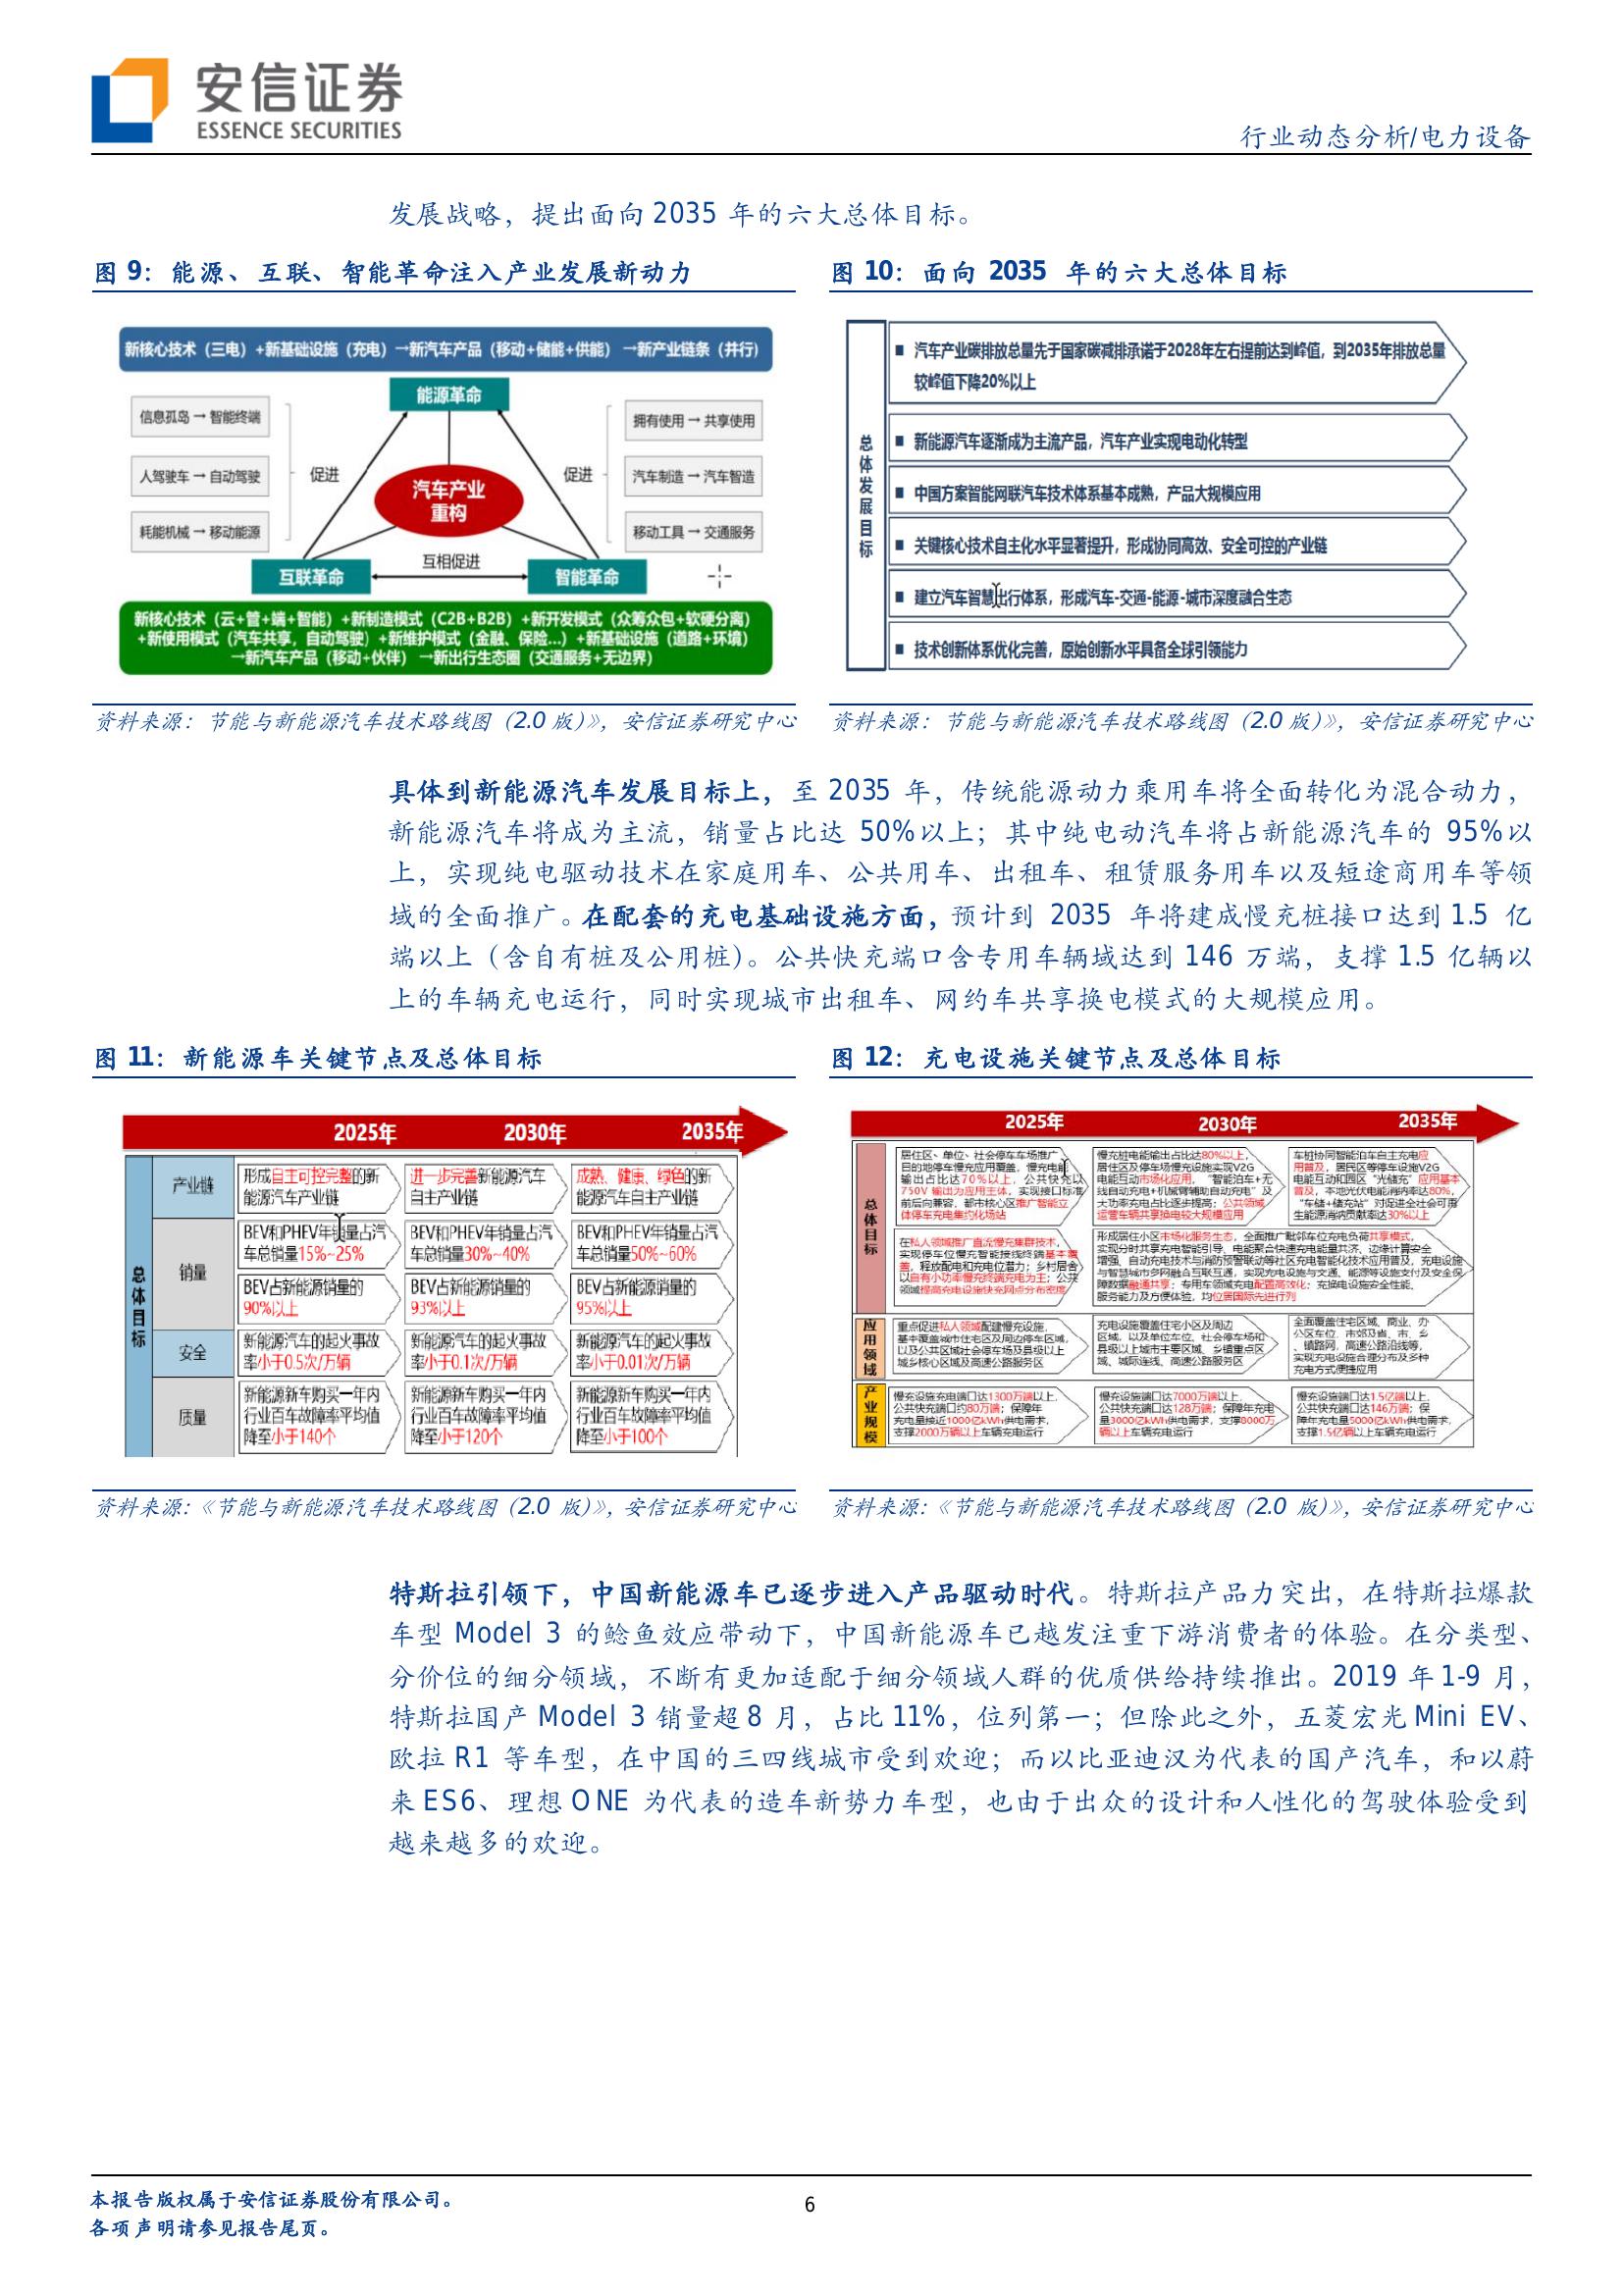 安信证券
ESSENCE SECURITIES
行业动态分析/电力设备
发展战略，提出面向 2035 年的六大总体目标。
图 9：能源、互联、智能革命注入产业发展新动力
新核心技术（三电）+新基础设施（充电）→新汽车产品（移动+储能+供能） →新产业链条（并行）
能源革命
信息孤岛 → 智能终端
人驾驶车 → 自动驾驶
耗能机械 → 移动能源
促进
汽车产业
重构
促进
拥有使用 → 共享使用
汽车制造 → 汽车智造
移动工具 → 交通服务
互联革命
互相促进
智能革命
新核心技术（云+管+端+智能）+新制造模式（C2B+B2B）+新开发模式（众筹众包+软硬分离）
+新使用模式（汽车共享，自动驾驶）+新维护模式（金融、保险...）+新基础设施（道路+环境）
→新汽车产品（移动+伙伴） →新出行生态圈（交通服务+无边界）
资料来源：节能与新能源汽车技术路线图（2.0 版）》，安信证券研究中心
图 10：面向 2035 年的六大总体目标
总体发展目标
■ 汽车产业碳排放总量先于国家碳减排承诺于2028年左右提前达到峰值，到2035年排放总量
较峰值下降20%以上
■ 新能源汽车逐渐成为主流产品，汽车产业实现电动化转型
■ 中国方案智能网联汽车技术体系基本成熟，产品大规模应用
■ 关键核心技术自主化水平显著提升，形成协同高效、安全可控的产业链
■ 建立汽车智慧出行体系，形成汽车-交通-能源-城市深度融合生态
■ 技术创新体系优化完善，原始创新水平具备全球引领能力
资料来源：节能与新能源汽车技术路线图（2.0 版）》，安信证券研究中心
具体到新能源汽车发展目标上，至 2035 年，传统能源动力乘用车将全面转化为混合动力，
新能源汽车将成为主流，销量占比达 50%以上；其中纯电动汽车将占新能源汽车的 95%以
上，实现纯电驱动技术在家庭用车、公共用车、出租车、租赁服务用车以及短途商用车等领
域的全面推广。在配套的充电基础设施方面，预计到 2035 年将建成慢充桩接口达到 1.5 亿
端以上（含自有桩及公用桩）。公共快充端口含专用车辆域达到 146 万端，支撑 1.5 亿辆以
上的车辆充电运行，同时实现城市出租车、网约车共享换电模式的大规模应用。
图 11：新能源车关键节点及总体目标
2025年 2030年 2035年
总体目标
产业链
形成自主可控完整的新
能源汽车产业链
进一步完善新能源汽车
自主产业链
成熟、健康、绿色的新
能源汽车自主产业链
销量
BEV和PHEV年销量占汽
车总销量15%~25%
BEV和PHEV年销量占汽
车总销量30%~40%
BEV和PHEV年销量占汽
车总销量50%~60%
BEV占新能源销量的
90%以上
BEV占新能源销量的
93%以上
BEV占新能源销量的
95%以上
安全
新能源汽车的起火事故
率小于0.5次/万辆
新能源汽车的起火事故
率小于0.1次/万辆
新能源汽车的起火事故
率小于0.01次/万辆
质量
新能源新车购买一年内
行业百车故障率平均值
降至小于140个
新能源新车购买一年内
行业百车故障率平均值
降至小于120个
新能源新车购买一年内
行业百车故障率平均值
降至小于100个
资料来源：《节能与新能源汽车技术路线图（2.0 版）》，安信证券研究中心
图 12：充电设施关键节点及总体目标
2025年 2030年 2035年
总体目标
居住区、单位、社会停车车场推广
目的地停车慢充应用覆盖，慢充电能
输出占比达70%以上，公共快充以
750V 输出为应用主体，实现接口标准
前后向兼容，都市核心区推广智能立
体停车充电集约化场站
慢充桩电能输出占比达80%以上，
居住区及停车场慢充设施实现V2G
电能互动市场化应用，“智能泊车+无
线自动充电+机械臂辅助自动充电”及
大功率充电占比逐步提高；公共领域
运营车辆共享换电较大规模应用
车桩协同智能泊车自主充电应
用普及，居民区等停车设施V2G
电能互动和园区“光储充”应用基本
普及，本地光伏电能消纳率达80%，
“车储+储充站”对促进全社会可再
生能源消纳贡献率达30%以上
在私人领域推广直流慢充集群技术，
实现停车位慢充智能接线终端基本覆
盖，释放配电和充电位潜力；乡村居舍
以自有小功率慢充终端充电为主；公共
领域提高充电设施快充网点分布密度
形成居住小区市场化服务生态，全面推广毗邻车位充电负荷共享模式，
实现分时共享充电智能引导、电能聚合快速充电能量共济、边缘计算安全
增强、自动充电技术与消防预警联动等社区充电智能化技术应用普及，充电设施
与智慧城市多网融合互联互通，实现充电设施与交通、能源等设施支付及安全保
障数据融通共享；专用车领域充电配置高效化；充换电设施安全性能、
服务能力及方便体验，均位居国际先进行列
应用领域
重点促进私人领域配建慢充设施，
基本覆盖城市住宅区及周边停车区域，
以及公共区域社会停车场及县级以上
城乡核心区域及高速公路服务区
充电设施覆盖住宅小区及周边
区域，以及单位车位，社会停车场和
县级以上城市主要区域，乡镇重点区
域、城际连线、高速公路服务区
全面覆盖住宅区域、商业、办
公区车位，市郊及省、市、乡
、镇路网，高速公路沿线等，
实现充电设施合理分布及多种
充电方式便捷应用
产业规模
慢充设施充电端口达1300万端以上，
公共快充端口约80万端；保障年
充电量接近1000亿kWh供电需求，
支撑2000万辆以上车辆充电运行
慢充设施端口达7000万端以上，
公共快充端口达128万端；保障年充电
量3000亿kWh供电需求，支撑8000万
辆以上车辆充电运行
慢充设施端口达1.5亿端以上，
公共快充端口达146万端；保
障年充电量5000亿kWh供电需求，
支撑1.5亿辆以上车辆充电运行
资料来源：《节能与新能源汽车技术路线图（2.0 版）》，安信证券研究中心
特斯拉引领下，中国新能源车已逐步进入产品驱动时代。特斯拉产品力突出，在特斯拉爆款
车型 Model 3 的鲶鱼效应带动下，中国新能源车已越发注重下游消费者的体验。在分类型、
分价位的细分领域，不断有更加适配于细分领域人群的优质供给持续推出。2019 年 1-9 月，
特斯拉国产 Model 3 销量超 8 月，占比 11%，位列第一；但除此之外，五菱宏光 Mini EV、
欧拉 R1 等车型，在中国的三四线城市受到欢迎；而以比亚迪汉为代表的国产汽车，和以蔚
来 ES6、理想 ONE 为代表的造车新势力车型，也由于出众的设计和人性化的驾驶体验受到
越来越多的欢迎。
本报告版权属于安信证券股份有限公司。
各项声明请参见报告尾页。
6